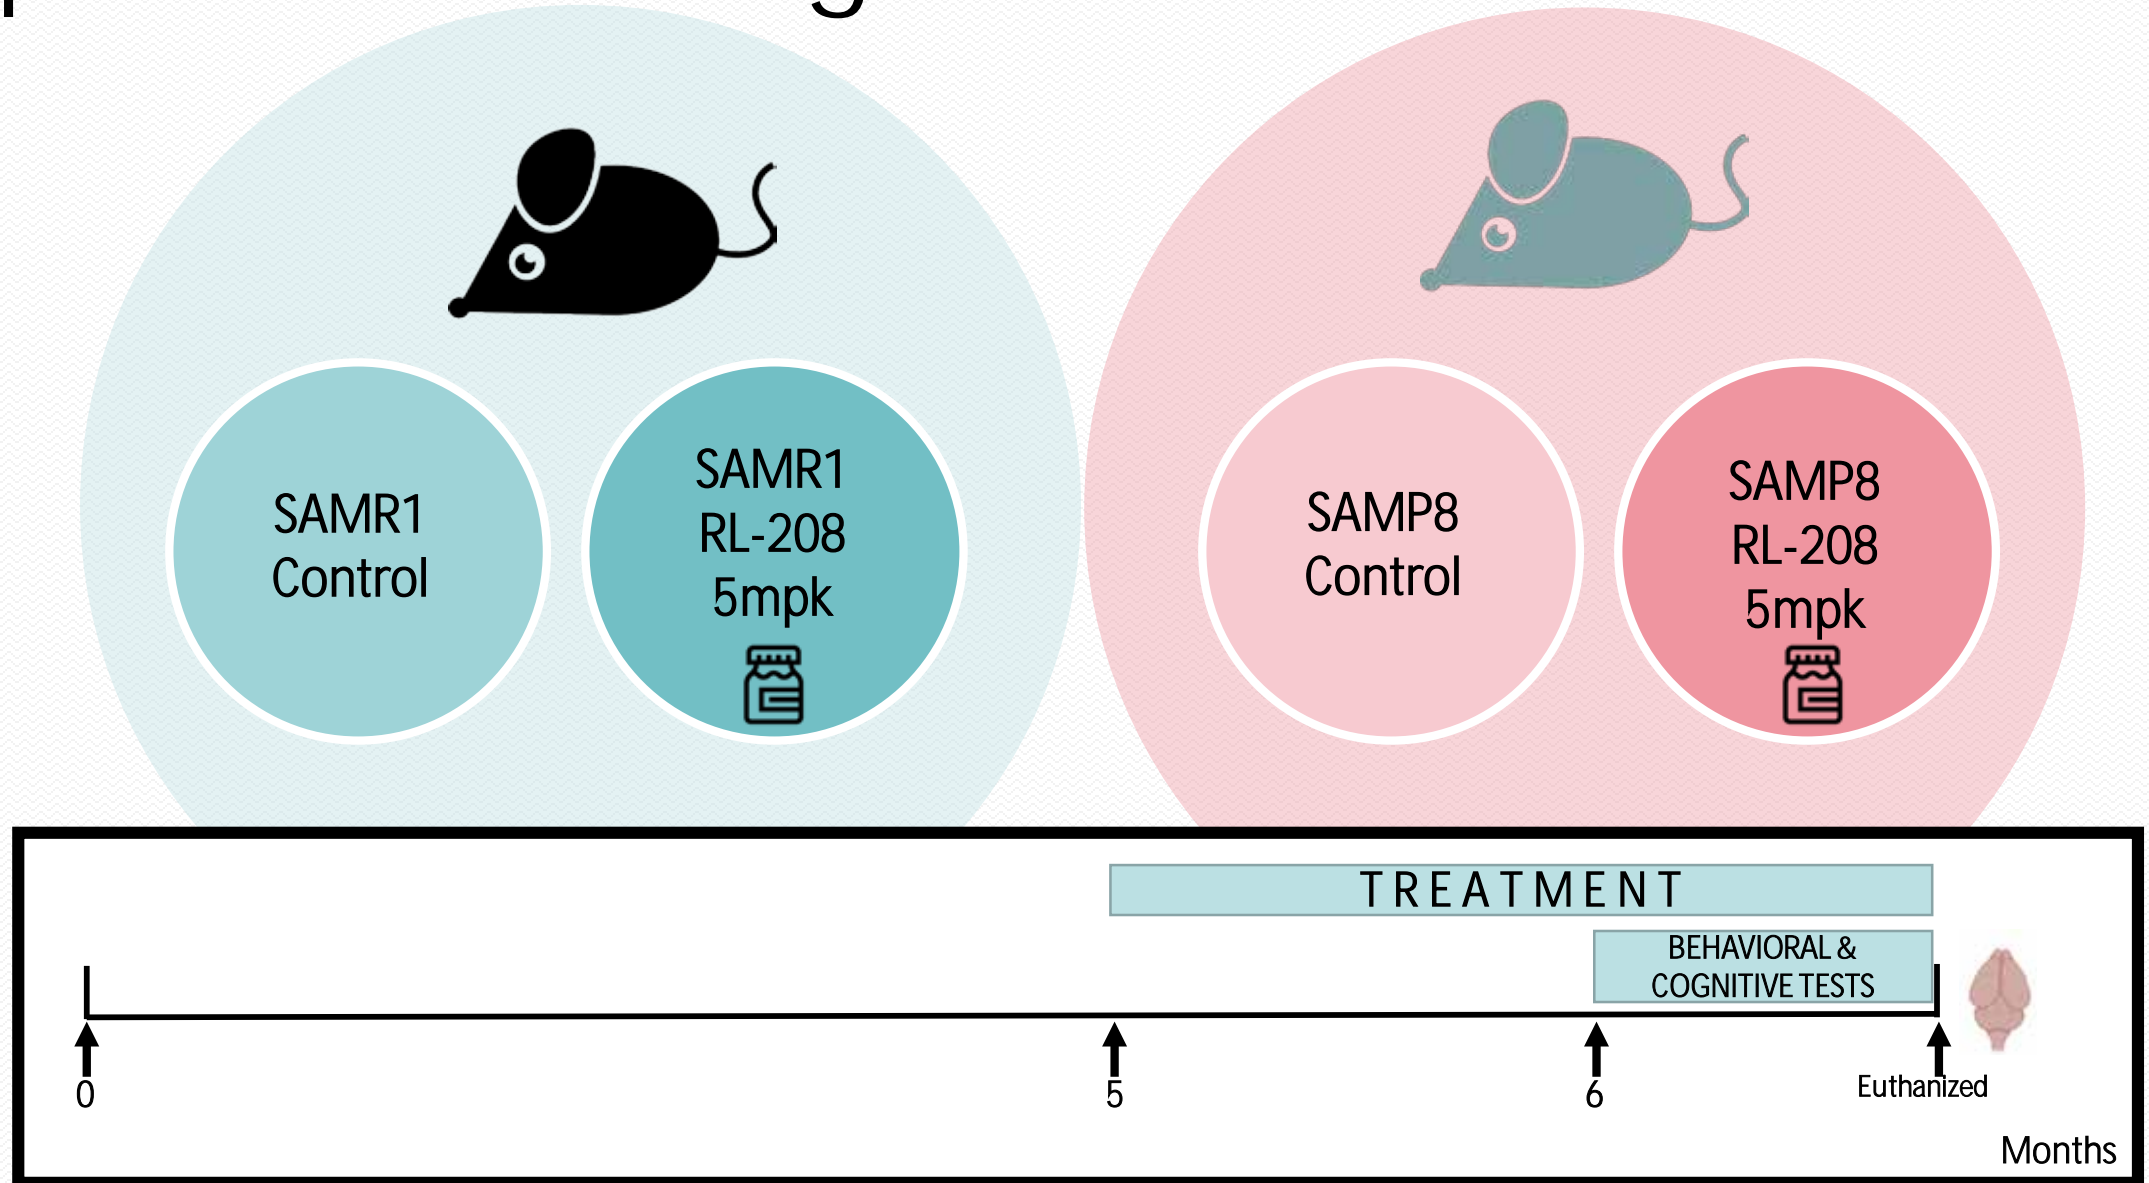 SAMR1
Control
SAMR1
RL-208
5mpk
SAMP8
Control
SAMP8
RL-208
5mpk
TREATMENT
BEHAVIORAL &
COGNITIVE TESTS
0
5
6
Euthanized
Months